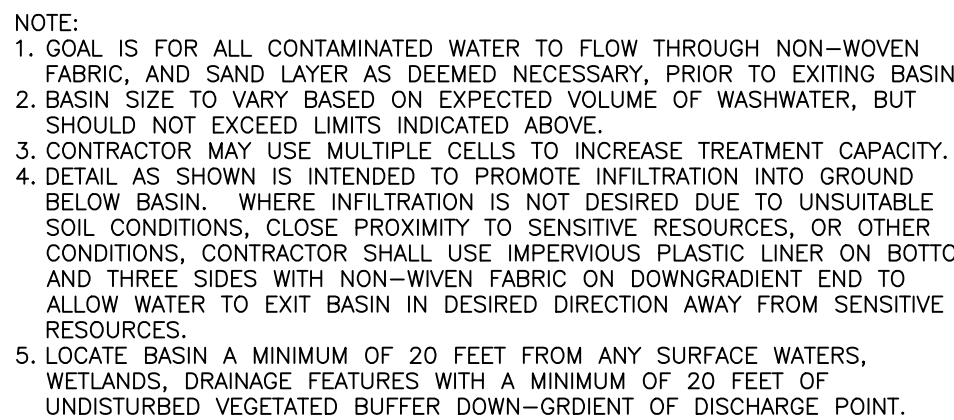 NOTE:
1. GOAL IS FOR ALL CONTAMINATED WATER TO FLOW THROUGH NON-WOVEN
FABRIC, AND SAND LAYER AS DEEMED NECESSARY, PRIOR TO EXITING BASIN
2. BASIN SIZE TO VARY BASED ON EXPECTED VOLUME OF WASHWATER, BUT
SHOULD NOT EXCEED LIMITS INDICATED ABOVE.
3. CONTRACTOR MAY USE MULTIPLE CELLS TO INCREASE TREATMENT CAPACITY.
4. DETAIL AS SHOWN IS INTENDED TO PROMOTE INFILTRATION INTO GROUND
BELOW BASIN. WHERE INFILTRATION IS NOT DESIRED DUE TO UNSUITABLE
SOIL CONDITIONS, CLOSE PROXIMITY TO SENSITIVE RESOURCES, OR OTHER
CONDITIONS, CONTRACTOR SHALL USE IMPERVIOUS PLASTIC LINER ON BOTTO
AND THREE SIDES WITH NON-WIVEN FABRIC ON DOWNGRADIENT END TO
ALLOW WATER TO EXIT BASIN IN DESIRED DIRECTION AWAY FROM SENSITIVE
RESOURCES.
5. LOCATE BASIN A MINIMUM OF 20 FEET FROM ANY SURFACE WATERS,
WETLANDS, DRAINAGE FEATURES WITH A MINIMUM OF 20 FEET OF
UNDISTURBED VEGETATED BUFFER DOWN-GRDIENT OF DISCHARGE POINT.